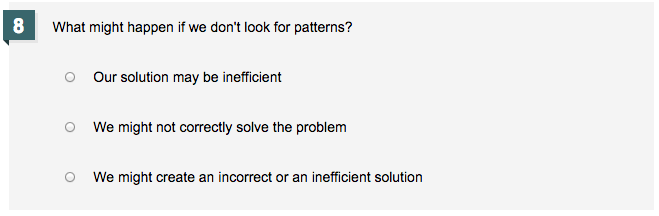 8 What might happen if we don't look for patterns?
Our solution may be inefficient
We might not correctly solve the problem
We might create an incorrect or an inefficient solution